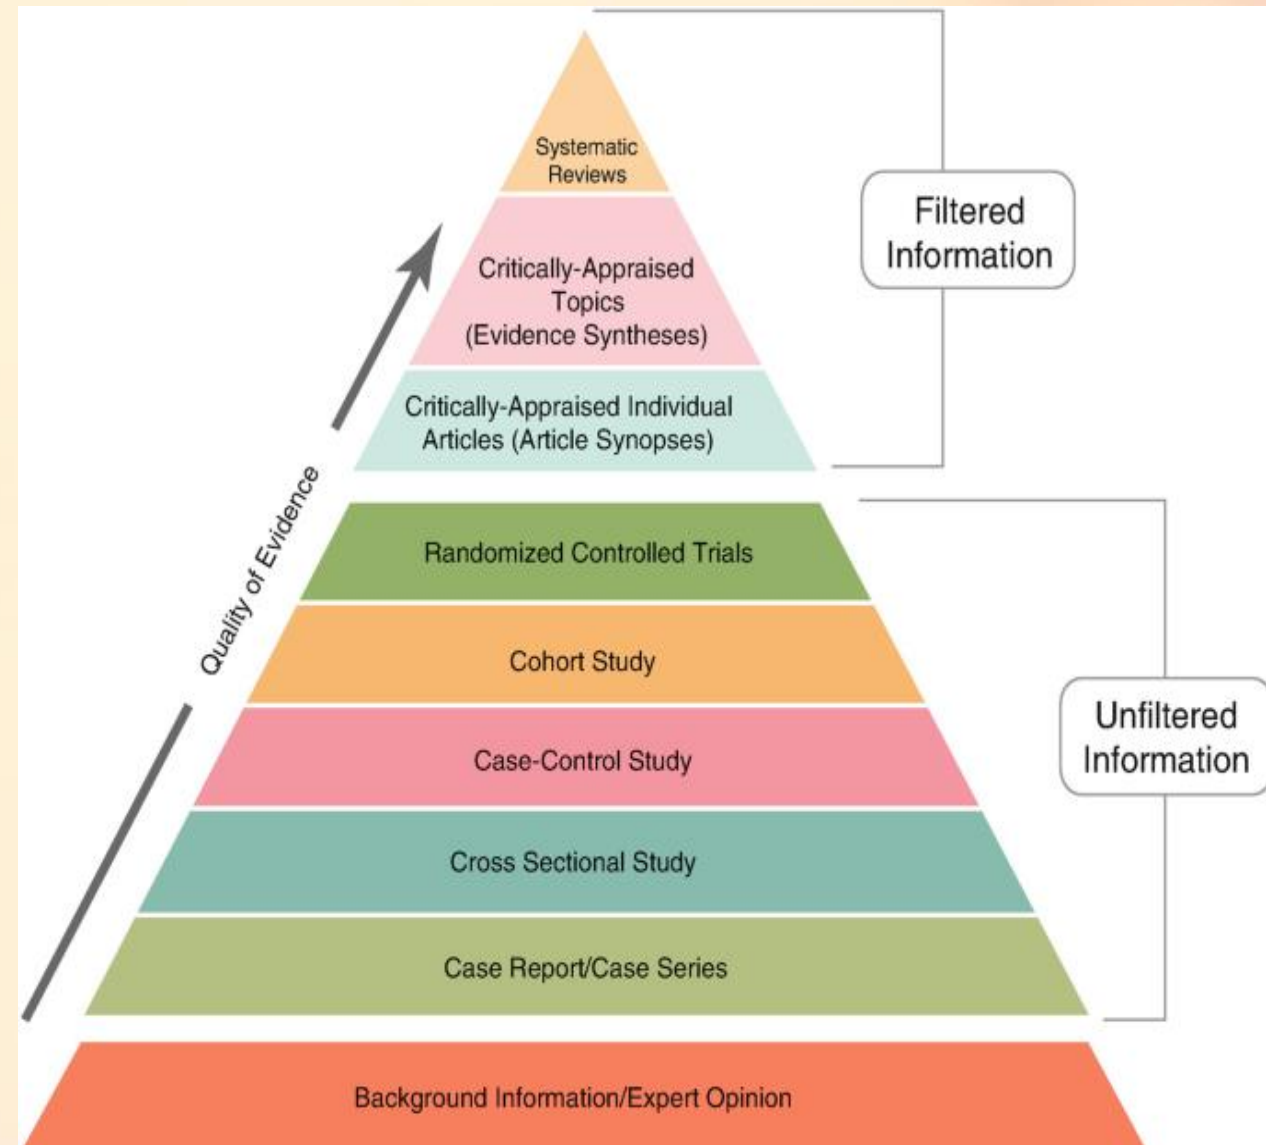 Systematic
Reviews
Filtered
Information
Critically-Appraised
Topics
(Evidence Syntheses)
Critically-Appraised Individual
Articles (Article Synopses)
Quality of Evidence
Randomized Controlled Trials
Cohort Study
Case-Control Study
Unfiltered
Information
Cross Sectional Study
Case Report/Case Series
Background Information/Expert Opinion